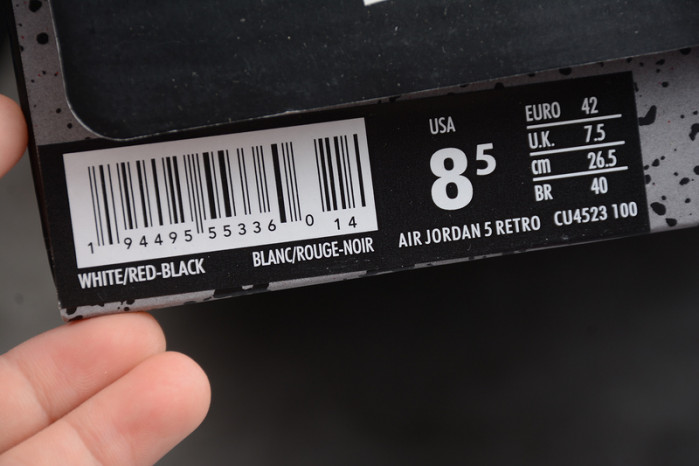 1 94495 55336 0 14
WHITE/RED-BLACK
BLANC/ROUGE-NOIR
USA
8⁵
AIR JORDAN 5 RETRO
EURO 42
U.K. 7.5
cm 26.5
BR 40
CU4523 100